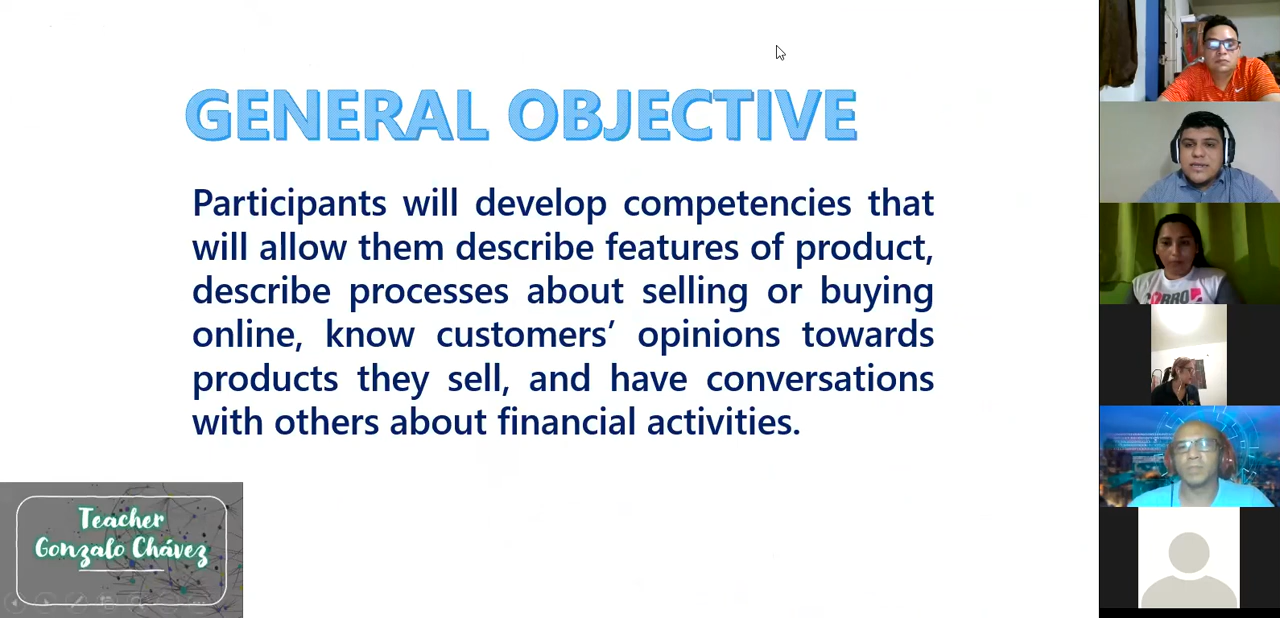 GENERAL OBJECTIVE
Participants will develop competencies that
will allow them describe features of product,
describe processes about selling or buying
online, know customers’ opinions towards
products they sell, and have conversations
with others about financial activities.
Teacher
Gonzalo Chávez